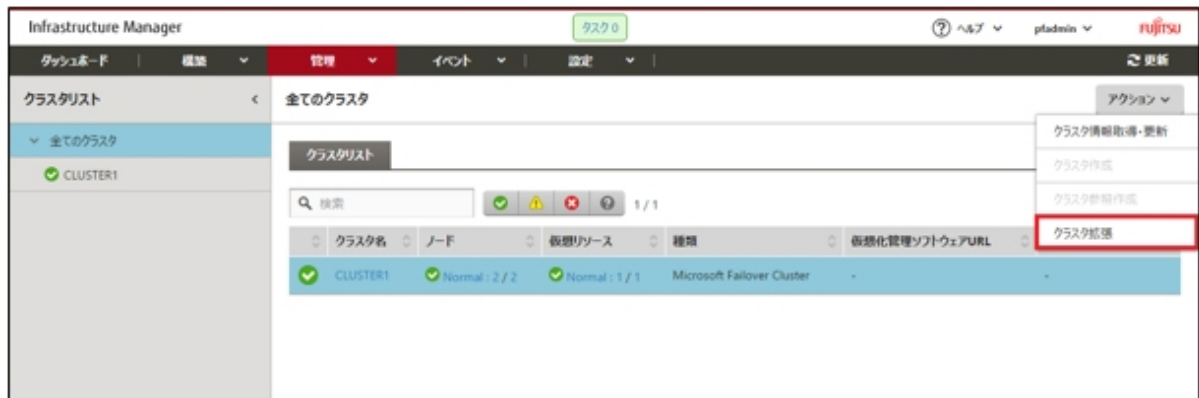 Infrastructure Manager タスク 0 ヘルプ pfadmin FUJITSU
ダッシュボード 構築 管理 イベント 設定 更新
クラスタリスト 全てのクラスタ アクション
全てのクラスタ
CLUSTER1
クラスタ情報取得・更新
クラスタ作成
クラスタ参照作成
クラスタ拡張
クラスタリスト
検索 1 / 1
クラスタ名 ノード 仮想リソース 種類 仮想化管理ソフトウェアURL
CLUSTER1 Normal : 2 / 2 Normal : 1 / 1 Microsoft Failover Cluster - -